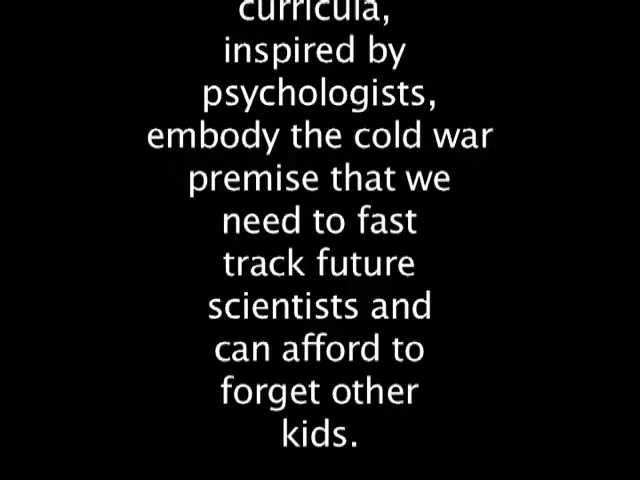 curricula,
inspired by
psychologists,
embody the cold war
premise that we
need to fast
track future
scientists and
can afford to
forget other
kids.